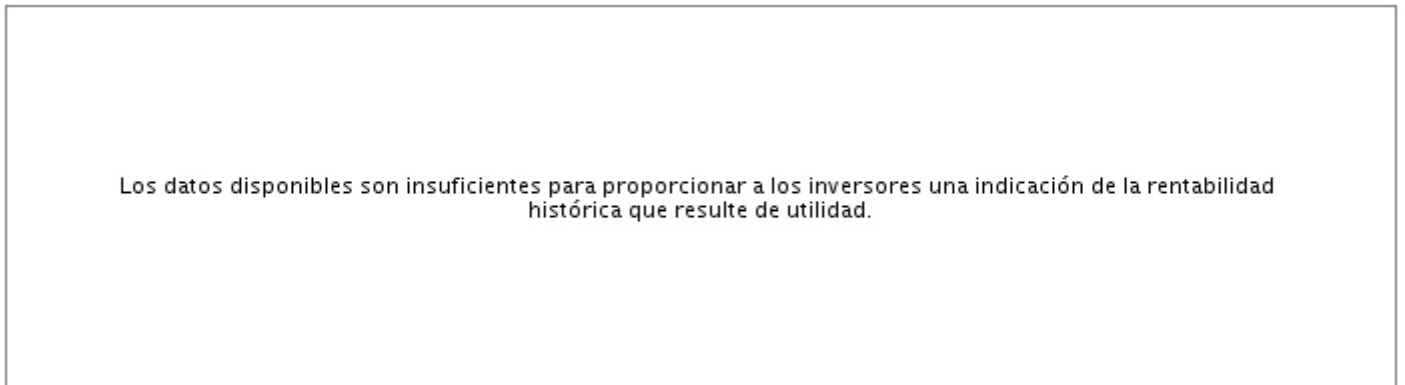 Los datos disponibles son insuficientes para proporcionar a los inversores una indicación de la rentabilidad
histórica que resulte de utilidad.